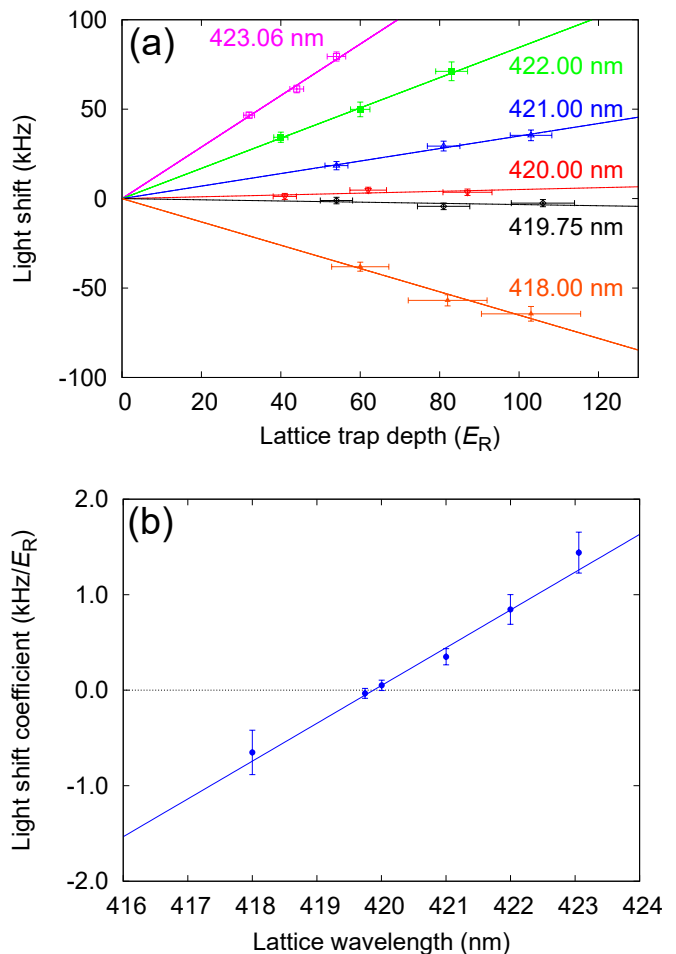 (a)
423.06 nm
422.00 nm
421.00 nm
420.00 nm
419.75 nm
418.00 nm
100
50
0
-50
-100
Light shift (kHz)
0 20 40 60 80 100 120
Lattice trap depth (E_R)
(b)
2.0
1.0
0.0
-1.0
-2.0
Light shift coefficient (kHz/E_R)
416 417 418 419 420 421 422 423 424
Lattice wavelength (nm)